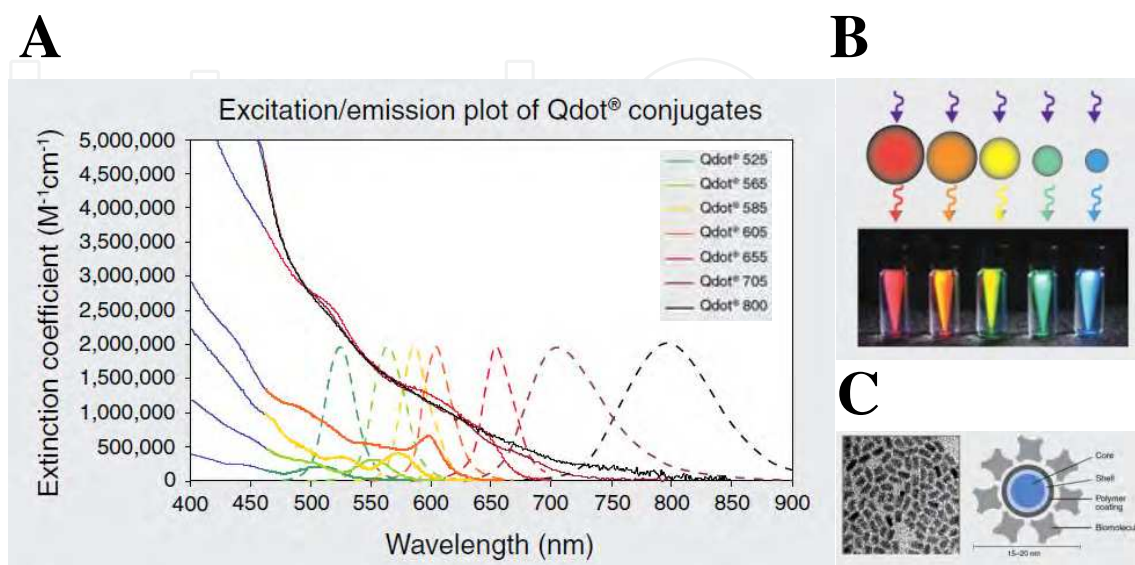 A
Excitation/emission plot of Qdot® conjugates
Extinction coefficient (M-1cm-1)
5,000,000
4,500,000
4,000,000
3,500,000
3,000,000
2,500,000
2,000,000
1,500,000
1,000,000
500,000
0
400 450 500 550 600 650 700 750 800 850 900
Wavelength (nm)
Qdot® 525
Qdot® 565
Qdot® 585
Qdot® 605
Qdot® 655
Qdot® 705
Qdot® 800
B
C
Core
Shell
Polymer
coating
Biomolecu
15–20 nm